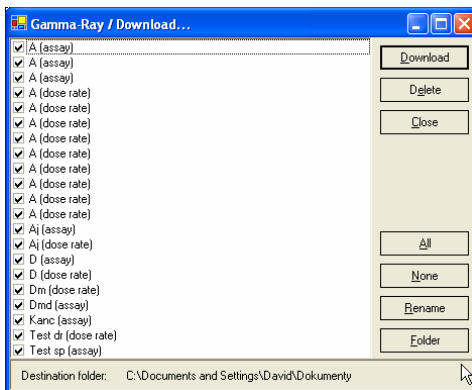 Gamma-Ray / Download...
A (assay)
A (assay)
A (assay)
A (dose rate)
A (dose rate)
A (dose rate)
A (dose rate)
A (dose rate)
A (dose rate)
A (dose rate)
A (dose rate)
A (dose rate)
Aj (assay)
Aj (dose rate)
D (assay)
D (dose rate)
Dm (dose rate)
Dmd (assay)
Kanc (assay)
Test dr (dose rate)
Test sp (assay)
Download
Delete
Close
All
None
Rename
Folder
Destination folder: C:\Documents and Settings\David\Dokumenty